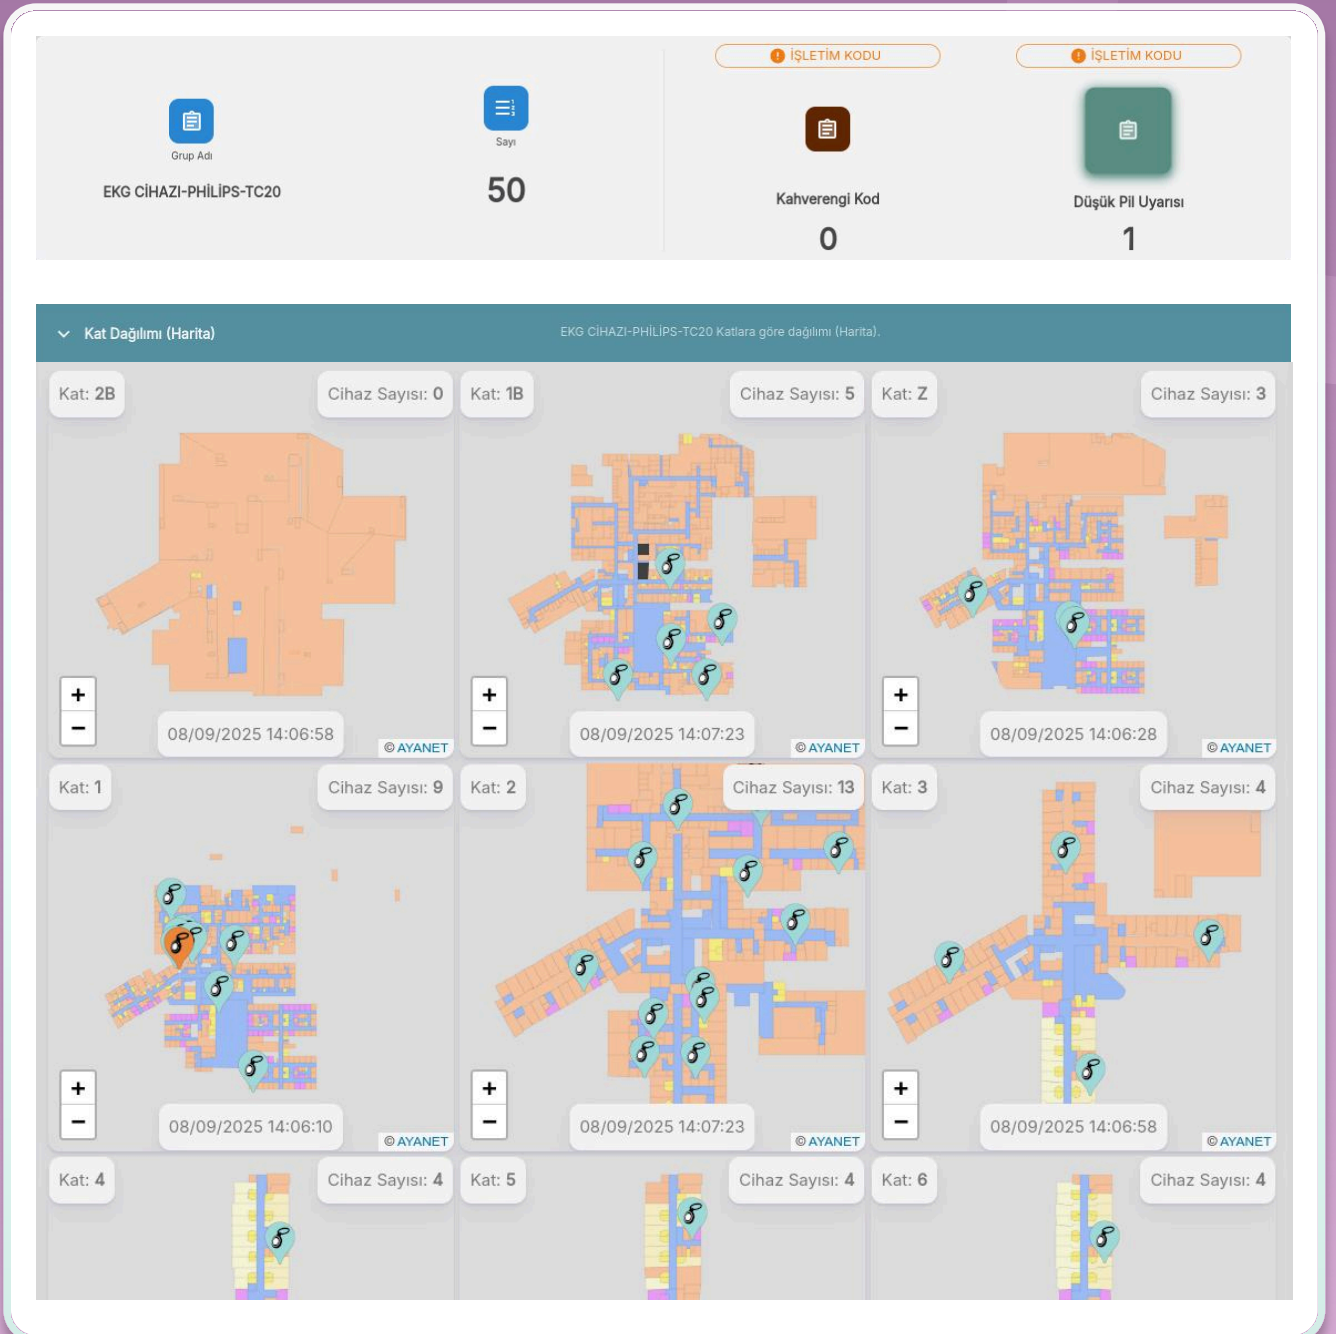 İŞLETİM KODU
İŞLETİM KODU
Grup Adı
EKG CİHAZI-PHİLİPS-TC20
Sayı
50
Kahverengi Kod
0
Düşük Pil Uyarısı
1
Kat Dağılımı (Harita)
EKG CİHAZI-PHİLİPS-TC20 Katlara göre dağılımı (Harita).
Kat: 2B
Cihaz Sayısı: 0
+
−
08/09/2025 14:06:58
© AYANET
Kat: 1B
Cihaz Sayısı: 5
+
−
08/09/2025 14:07:23
© AYANET
Kat: Z
Cihaz Sayısı: 3
+
−
08/09/2025 14:06:28
© AYANET
Kat: 1
Cihaz Sayısı: 9
+
−
08/09/2025 14:06:10
© AYANET
Kat: 2
Cihaz Sayısı: 13
+
−
08/09/2025 14:07:23
© AYANET
Kat: 3
Cihaz Sayısı: 4
+
−
08/09/2025 14:06:58
© AYANET
Kat: 4
Cihaz Sayısı: 4
Kat: 5
Cihaz Sayısı: 4
Kat: 6
Cihaz Sayısı: 4